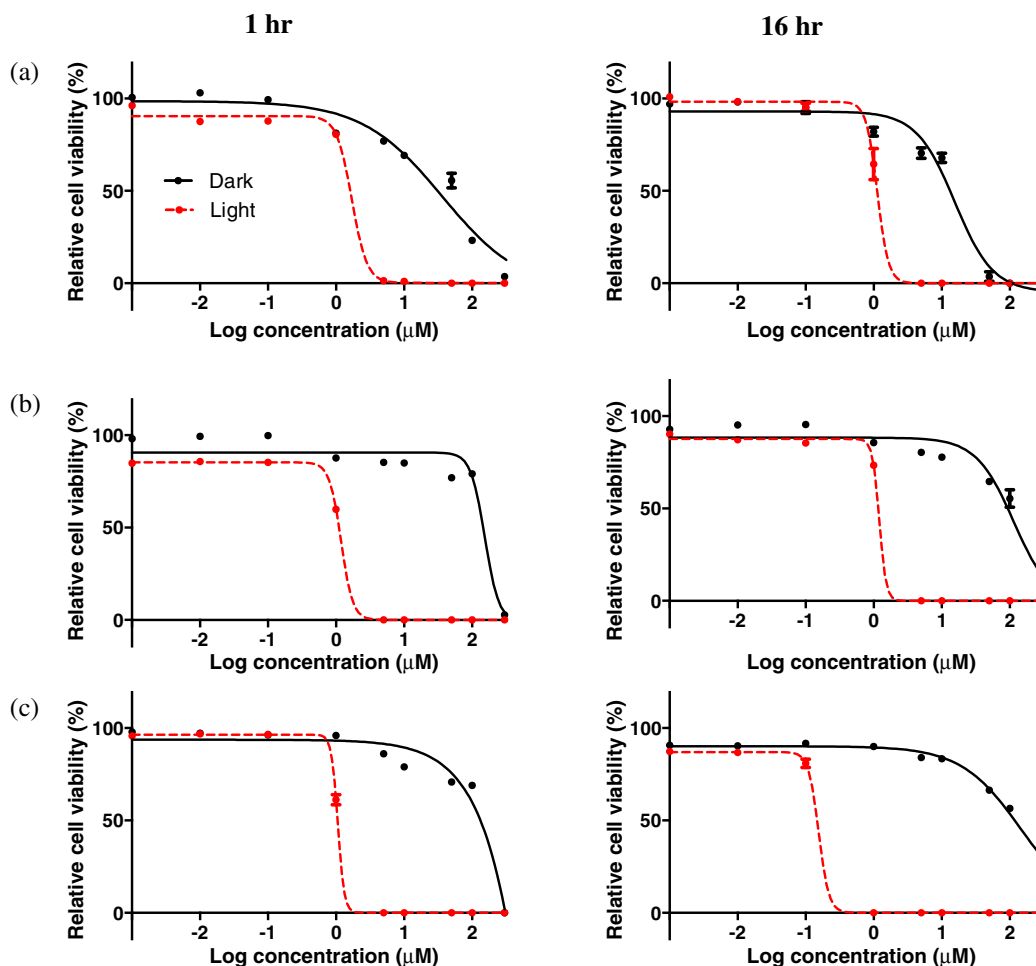 1 hr
16 hr
(a)
Relative cell viability (%)
100
50
0
Dark
Light
-2 -1 0 1 2
Log concentration (μM)
Relative cell viability (%)
100
50
0
-2 -1 0 1 2
Log concentration (μM)
(b)
Relative cell viability (%)
100
50
0
-2 -1 0 1 2
Log concentration (μM)
Relative cell viability (%)
100
50
0
-2 -1 0 1 2
Log concentration (μM)
(c)
Relative cell viability (%)
100
50
0
-2 -1 0 1 2
Log concentration (μM)
Relative cell viability (%)
100
50
0
-2 -1 0 1 2
Log concentration (μM)